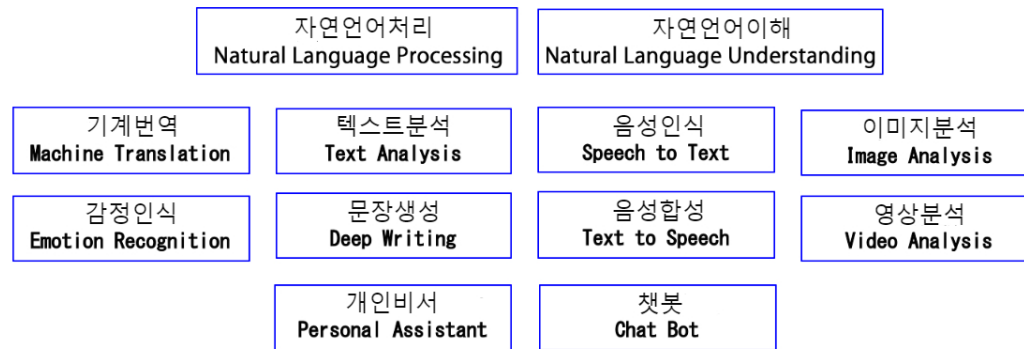 자연언어처리
Natural Language Processing
자연언어이해
Natural Language Understanding
기계번역
Machine Translation
텍스트분석
Text Analysis
음성인식
Speech to Text
이미지분석
Image Analysis
감정인식
Emotion Recognition
문장생성
Deep Writing
음성합성
Text to Speech
영상분석
Video Analysis
개인비서
Personal Assistant
챗봇
Chat Bot